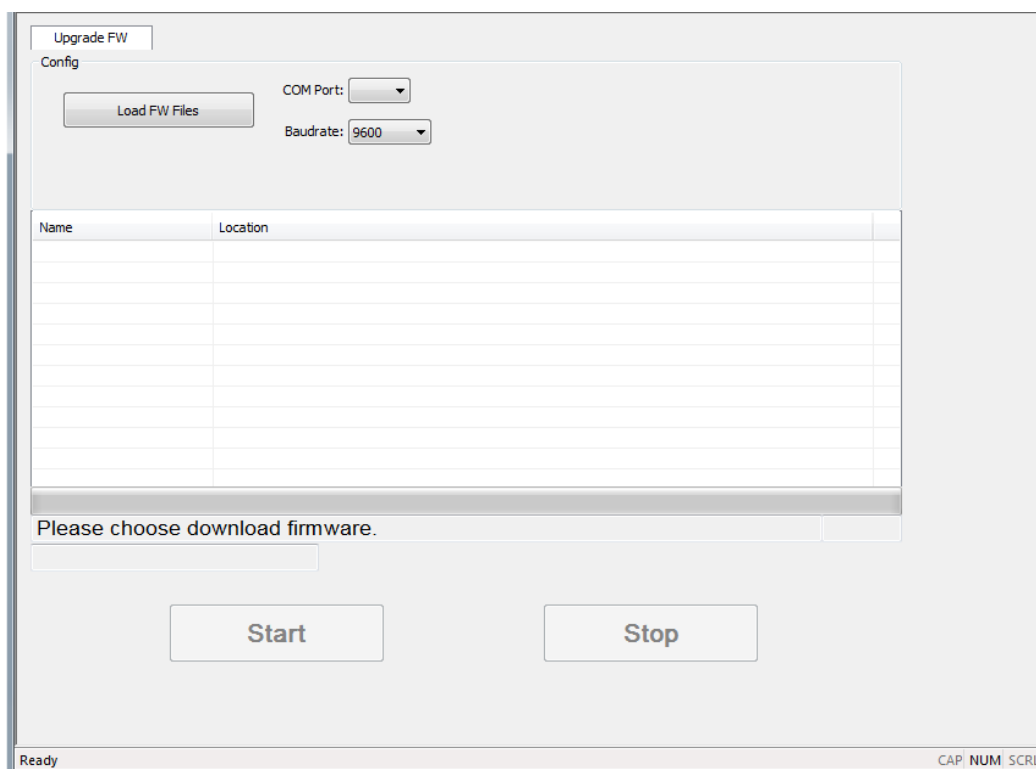 Upgrade FW
Config
Load FW Files
COM Port:
Baudrate: 9600
Name Location
Please choose download firmware.
Start Stop
Ready CAP NUM SCRL